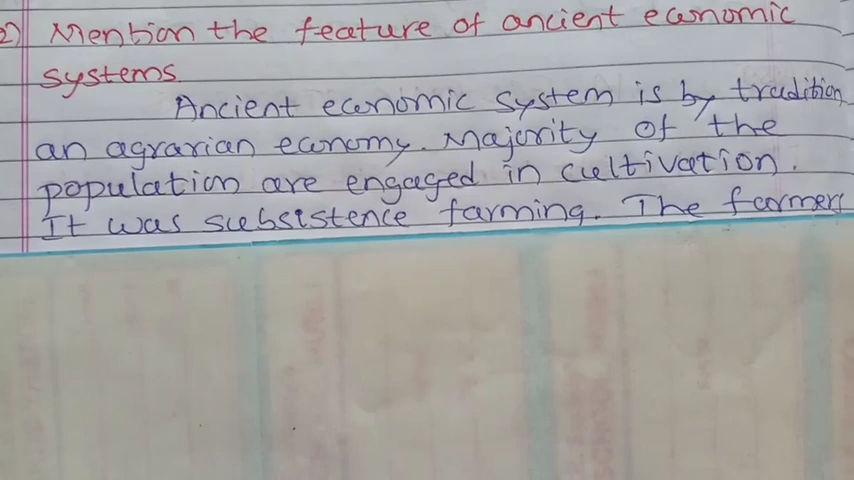 2) Mention the feature of ancient economic
systems.
Ancient economic system is by tradition
an agrarian economy. Majority of the
population are engaged in cultivation.
It was subsistence farming. The farmers